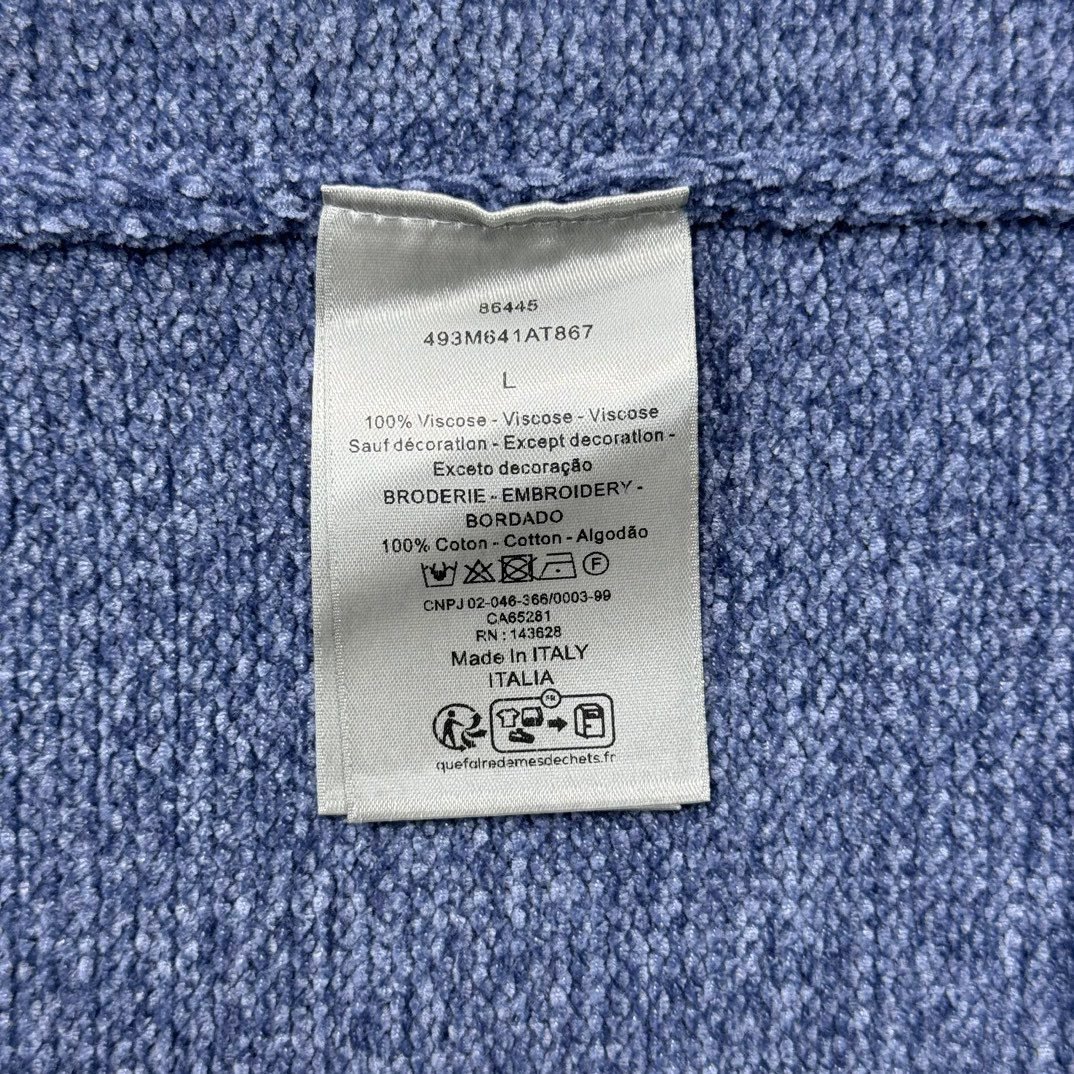 86445
493M641AT867
L
100% Viscose - Viscose - Viscose
Sauf décoration - Except decoration -
Exceto decoração
BRODERIE - EMBROIDERY -
BORDADO
100% Coton - Cotton - Algodão
F
CNPJ 02-046-366/0003-99
CA65281
RN : 143628
Made In ITALY
ITALIA
FR
quefairedemesdechets.fr